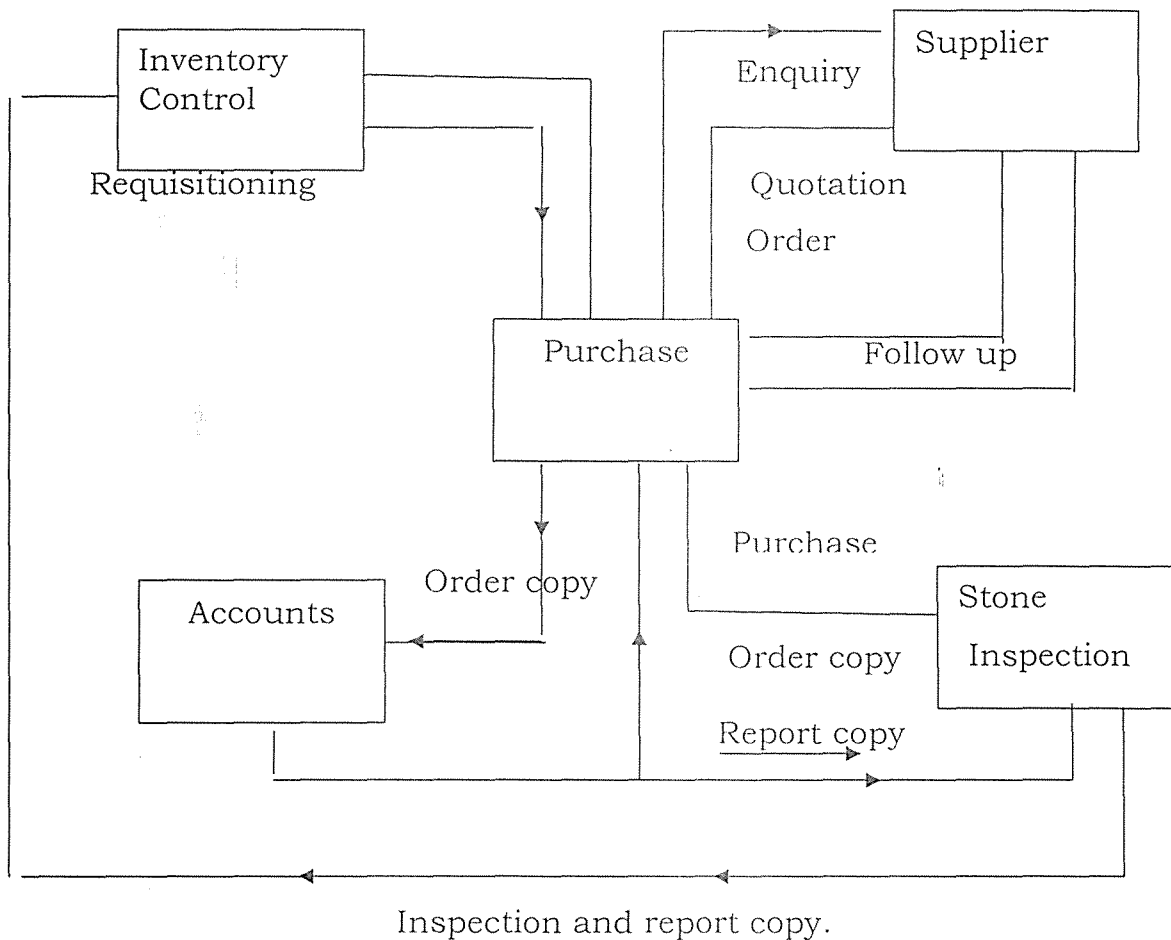 Inventory
Control
Requisitioning
Supplier
Enquiry
Quotation
Order
Purchase
Follow up
Purchase
Order copy
Accounts
Order copy
Stone
Inspection
Report copy
Inspection and report copy.